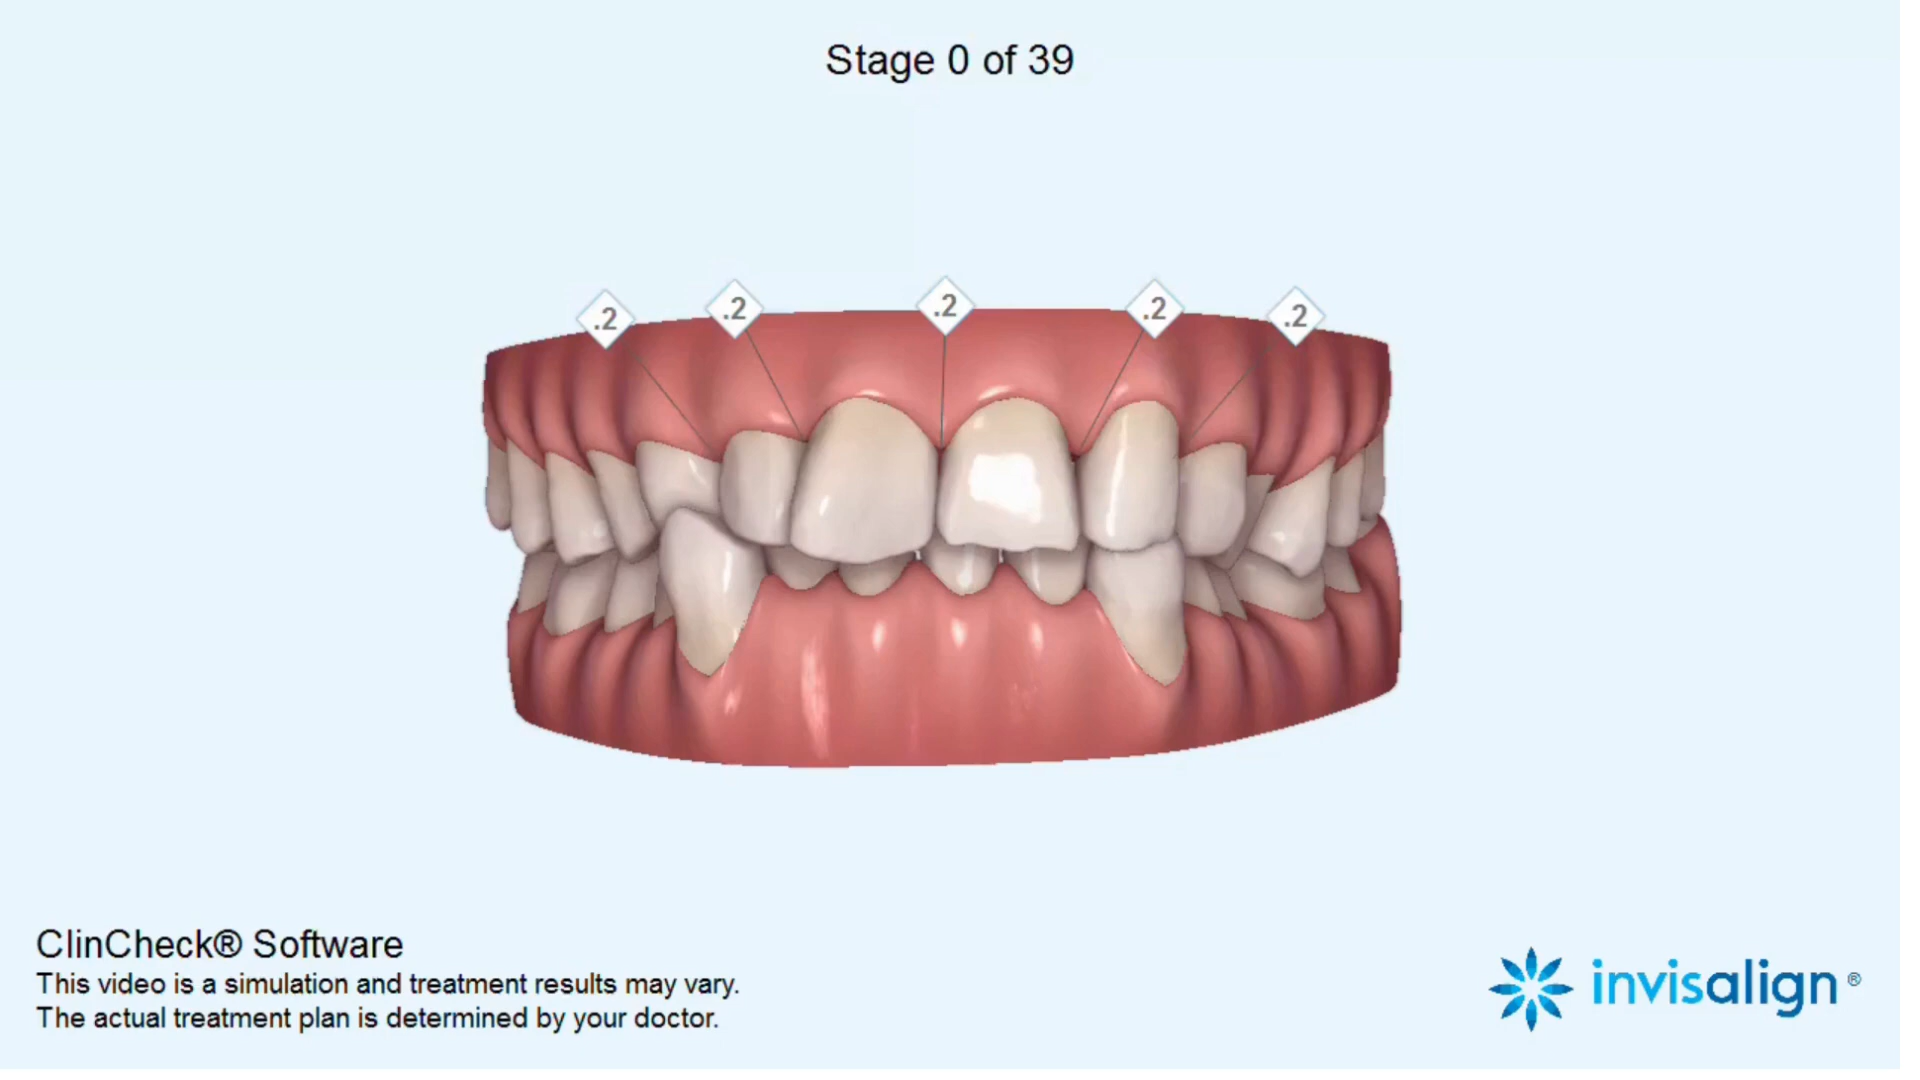 Stage 0 of 39
.2 .2 .2 .2 .2
ClinCheck® Software
This video is a simulation and treatment results may vary.
The actual treatment plan is determined by your doctor.
invisalign®